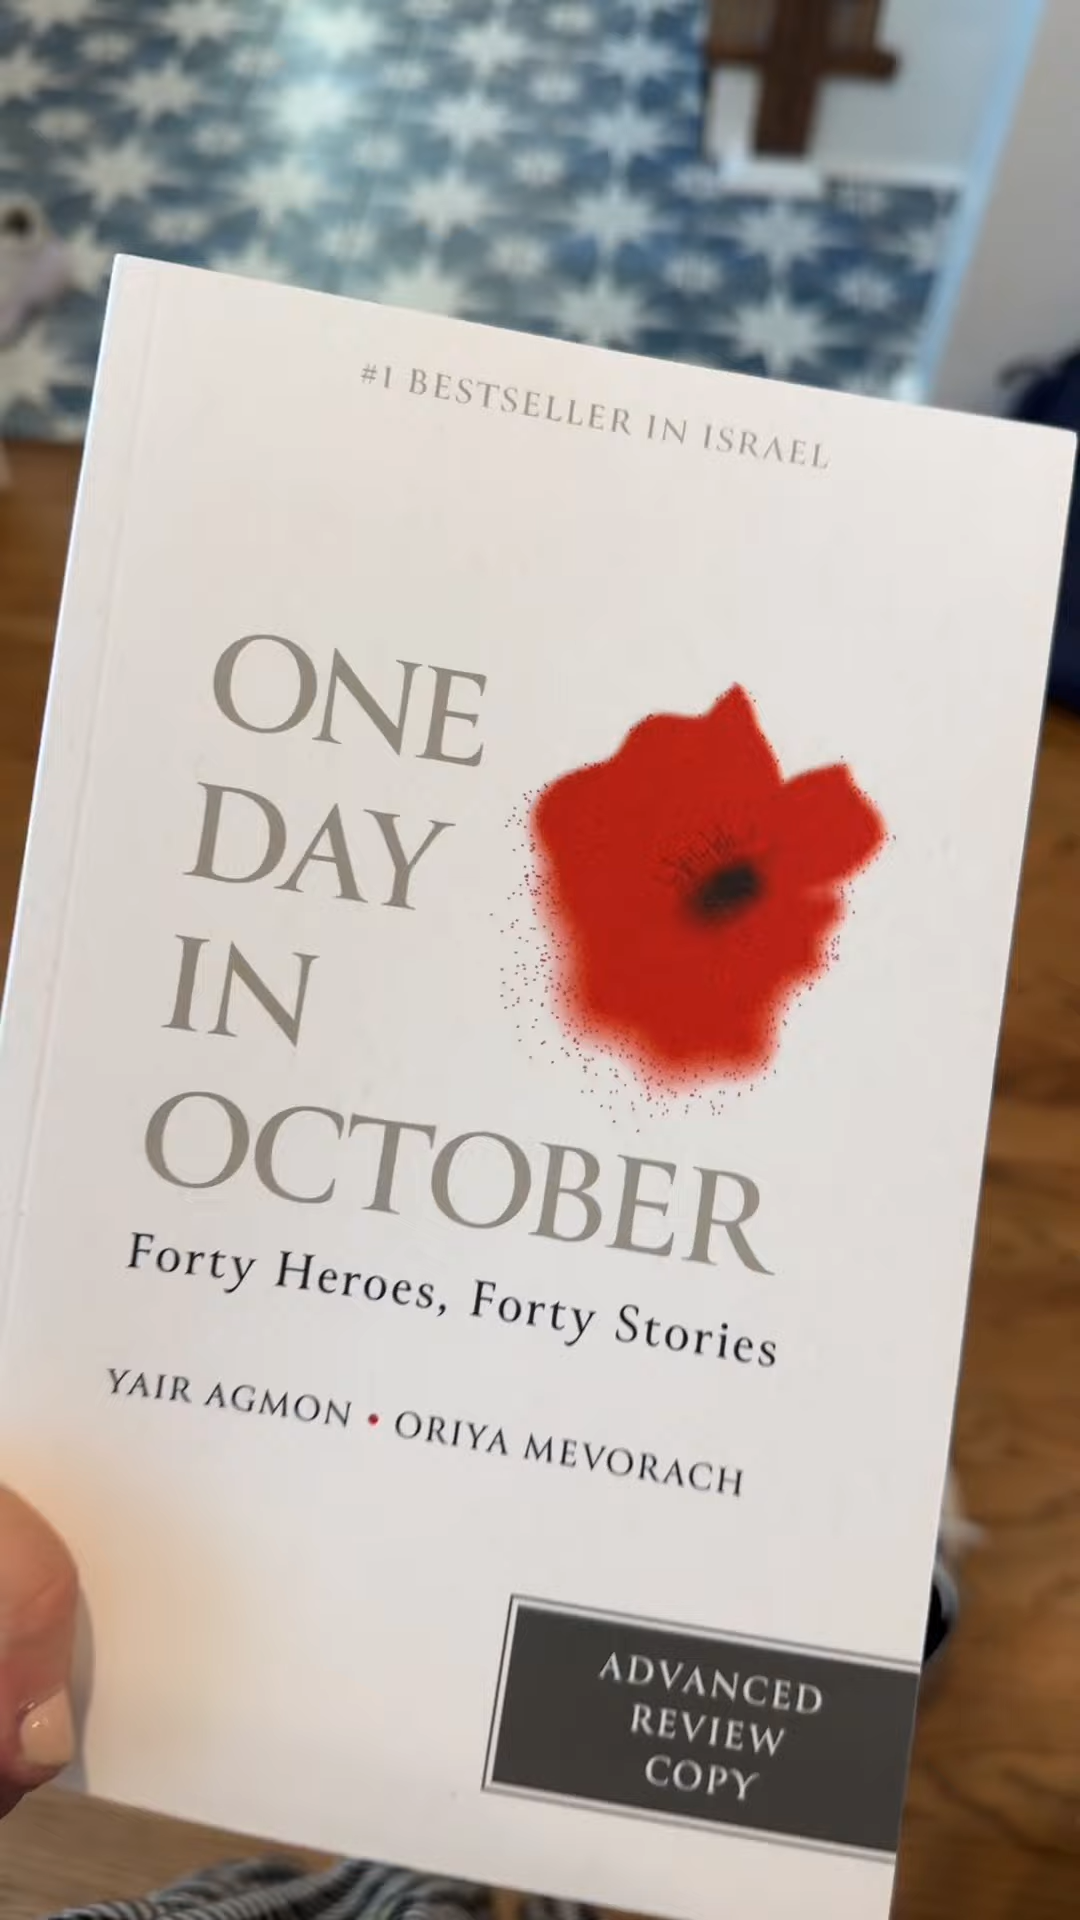 #1 BESTSELLER IN ISRAEL
ONE
DAY
IN
OCTOBER
Forty Heroes, Forty Stories
YAIR AGMON • ORIYA MEVORACH
ADVANCED
REVIEW
COPY